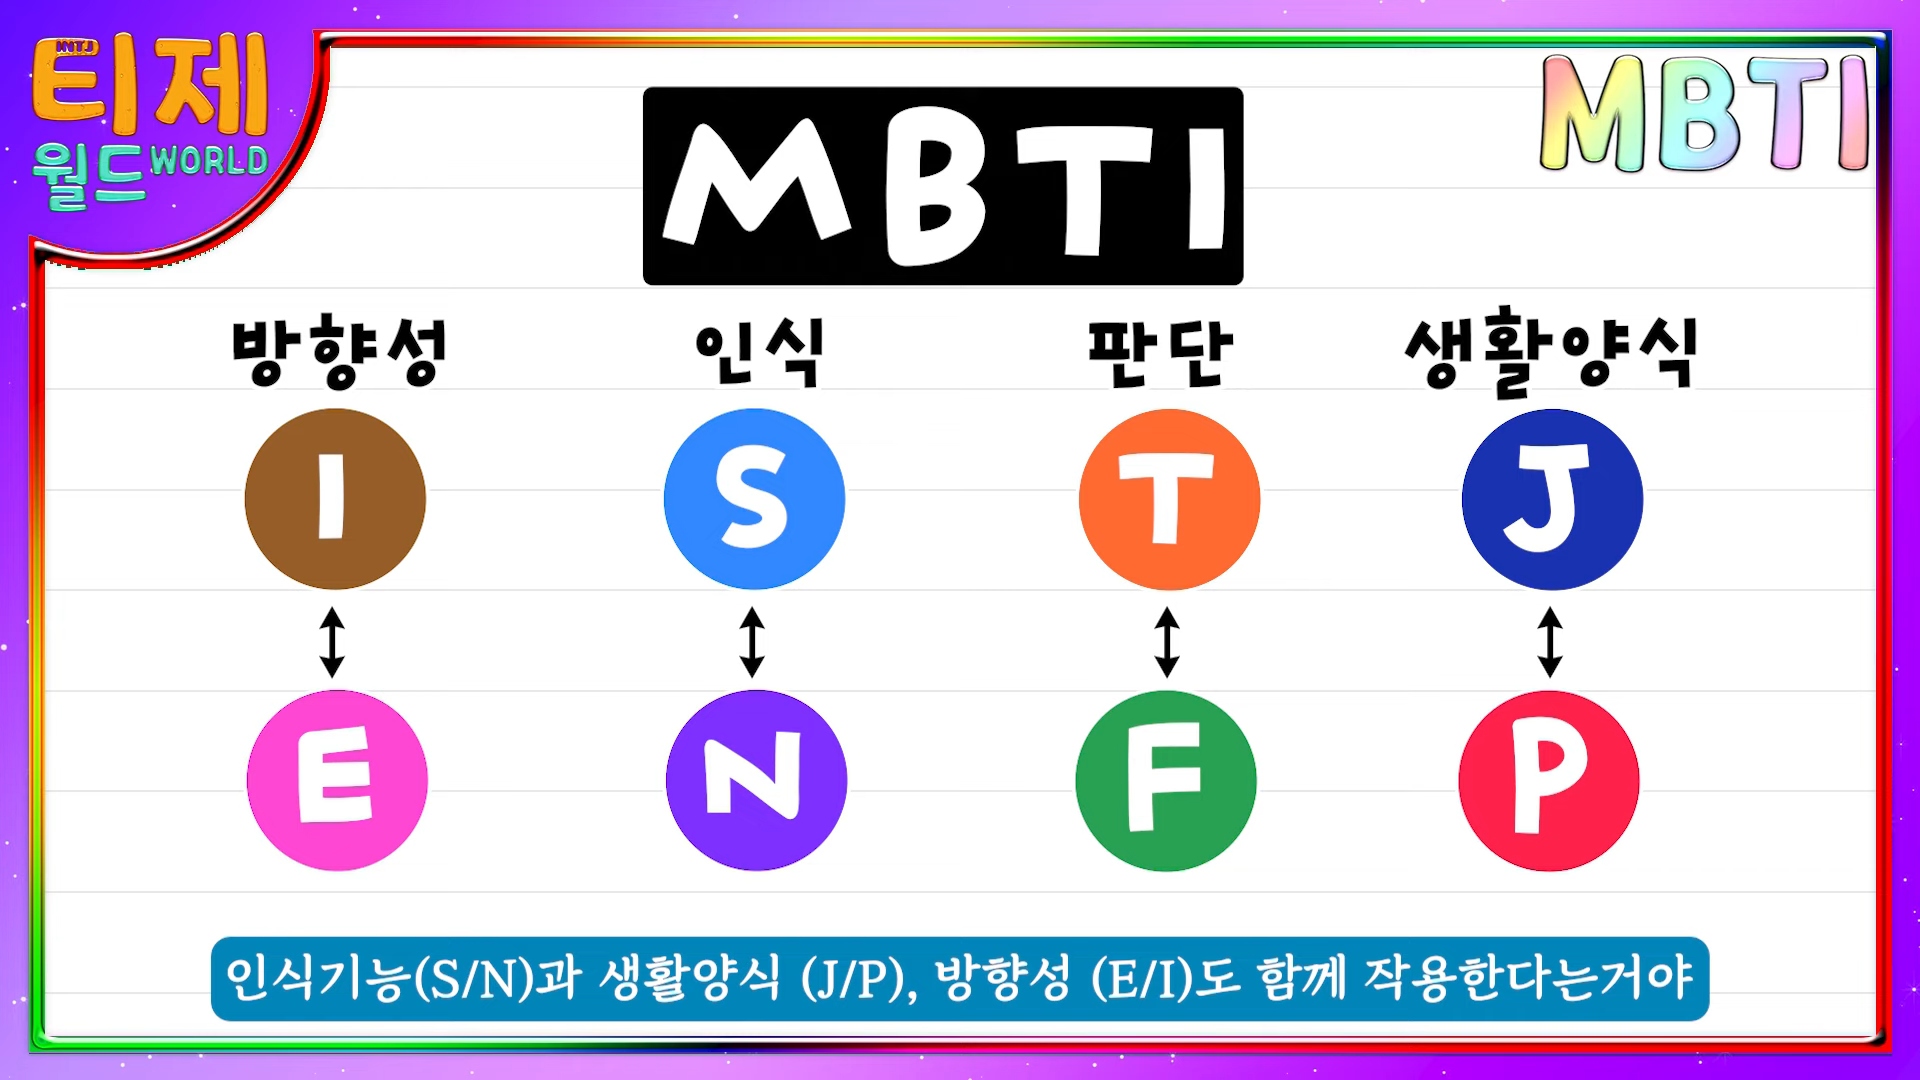 INTJ
티제
월드 WORLD
MBTI
MBTI
방향성 인식 판단 생활양식
I S T J
E N F P
인식기능(S/N)과 생활양식 (J/P), 방향성 (E/I)도 함께 작용한다는거야